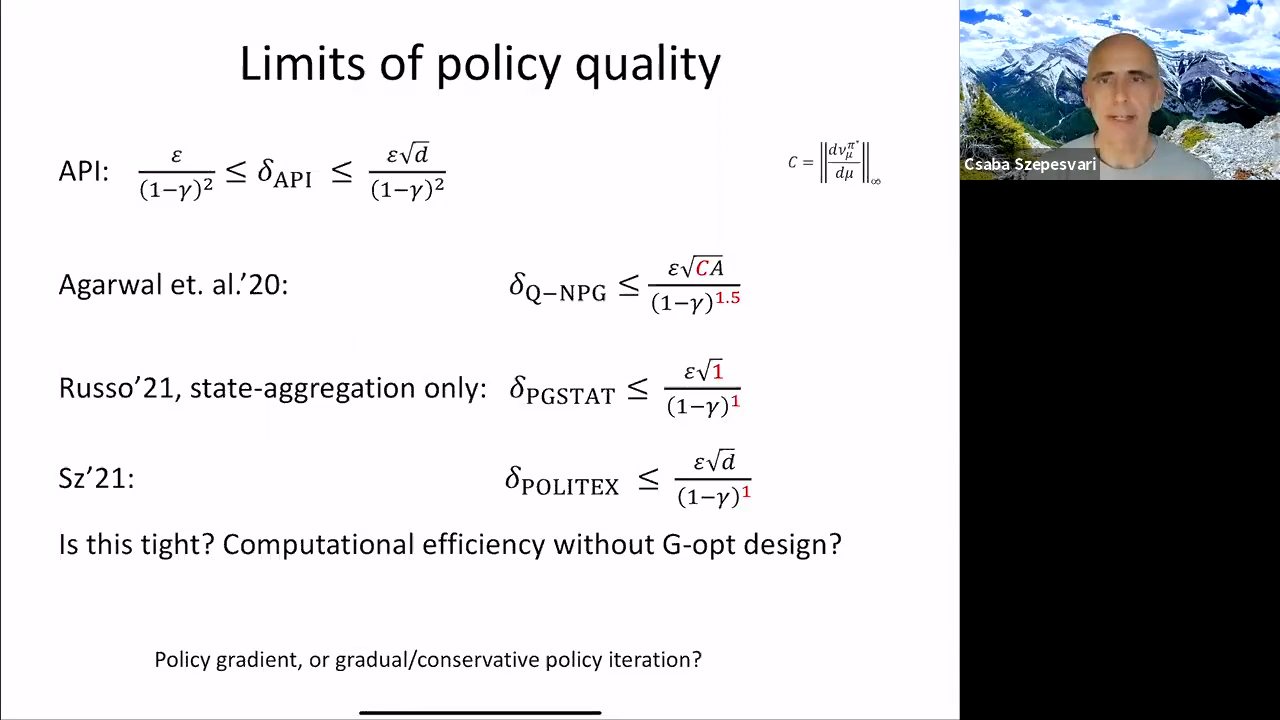 Limits of policy quality
API: ε/(1−γ)² ≤ δ_API ≤ ε√d/(1−γ)²
C = ‖dν_μ^{π*}/dμ‖_∞
Csaba Szepesvari
Agarwal et. al.'20: δ_Q−NPG ≤ ε√CA/(1−γ)^1.5
Russo'21, state-aggregation only: δ_PGSTAT ≤ ε√1/(1−γ)^1
Sz'21: δ_POLITEX ≤ ε√d/(1−γ)^1
Is this tight? Computational efficiency without G-opt design?
Policy gradient, or gradual/conservative policy iteration?